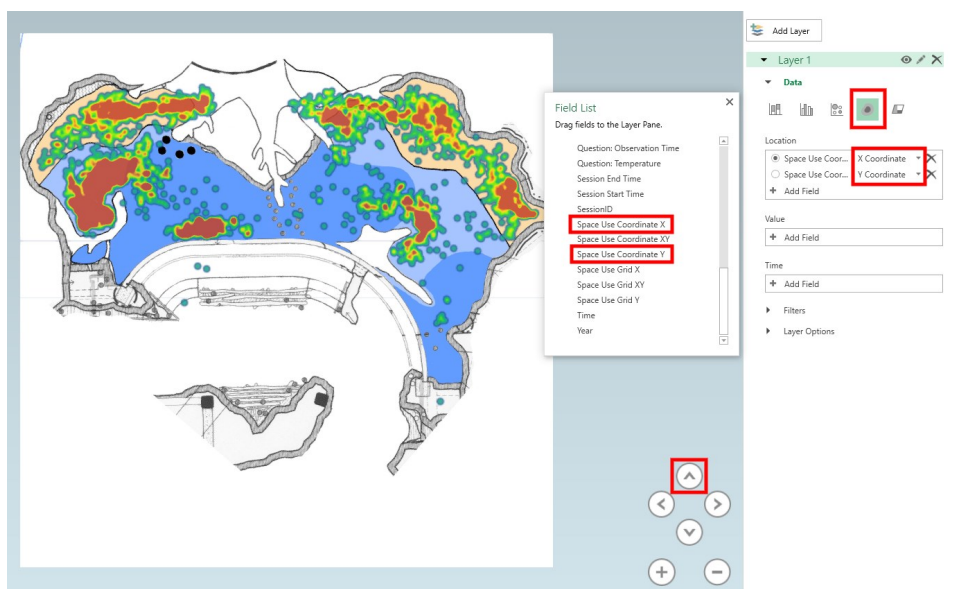 Add Layer
Layer 1
Data
Location
Space Use Coor... X Coordinate
Space Use Coor... Y Coordinate
+ Add Field
Value
+ Add Field
Time
+ Add Field
Filters
Layer Options
Field List
Drag fields to the Layer Pane.
Question: Observation Time
Question: Temperature
Session End Time
Session Start Time
SessionID
Space Use Coordinate X
Space Use Coordinate XY
Space Use Coordinate Y
Space Use Grid X
Space Use Grid XY
Space Use Grid Y
Time
Year